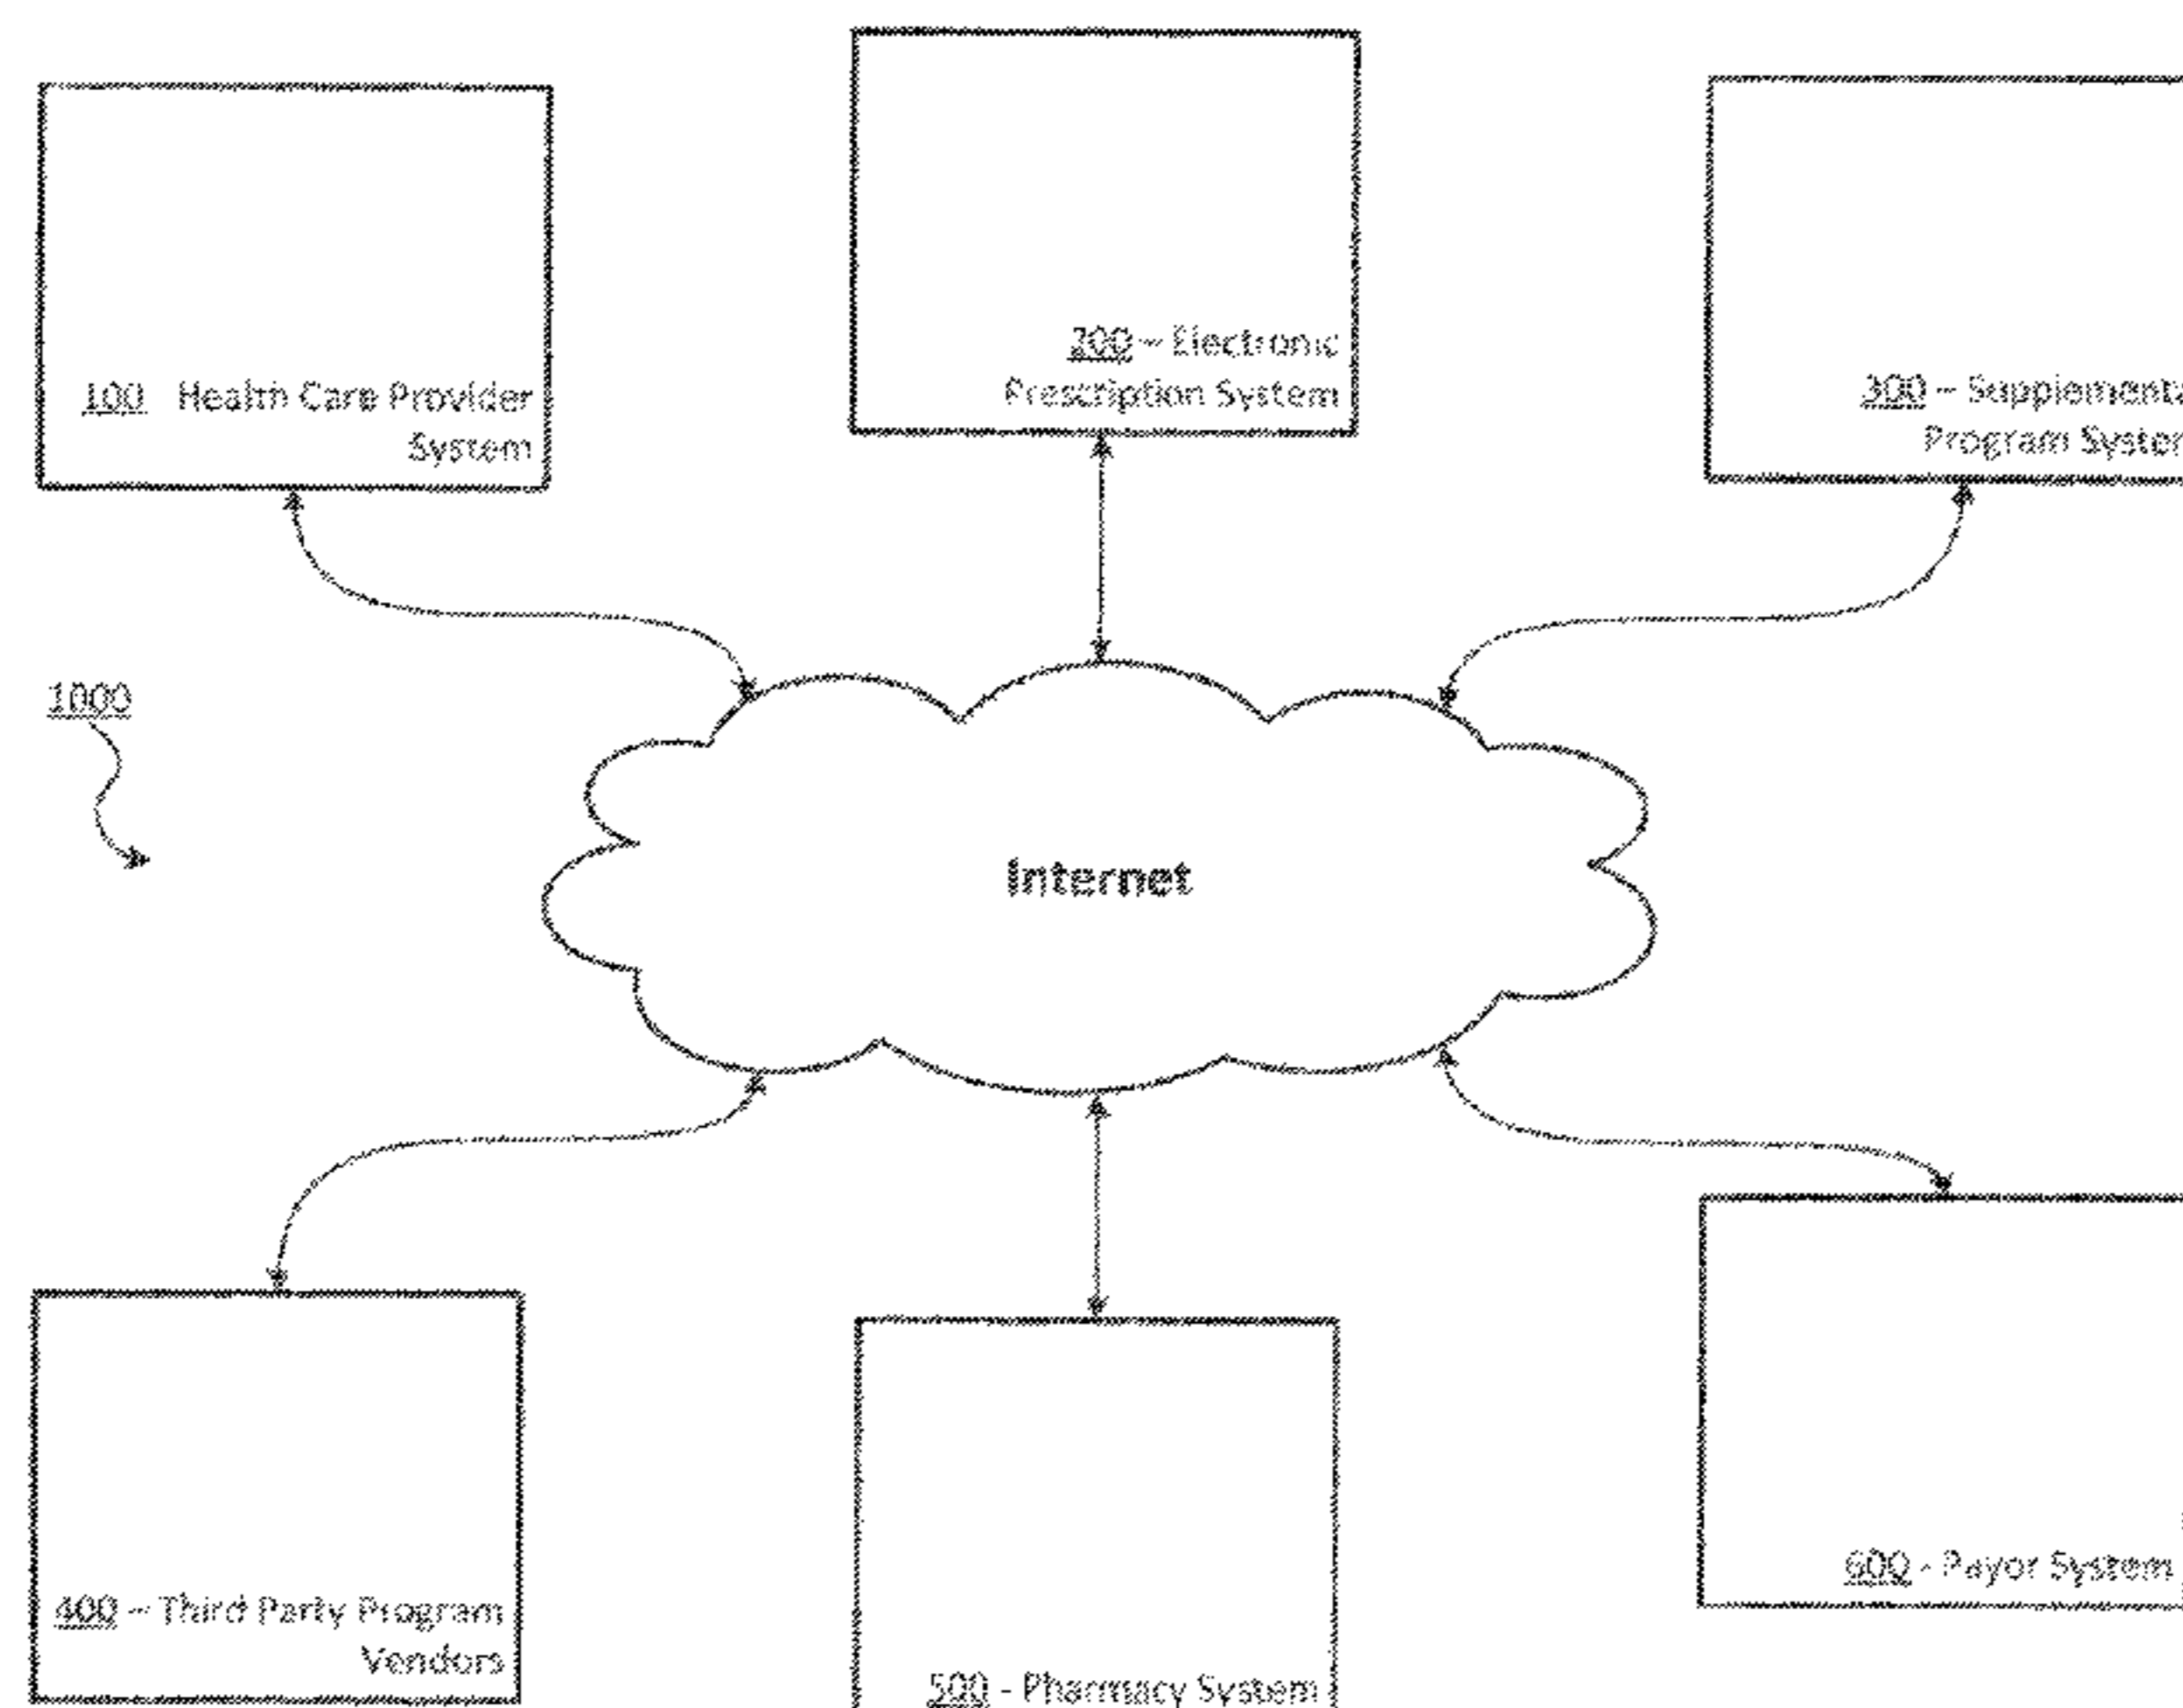 200 – Electronic
Prescription System
100 Health Care Provider
System
300 – Supplementa
Program System
1000
Internet
400 – Third Party Program
Vendors
500 - Pharmacy System
600 - Payor System